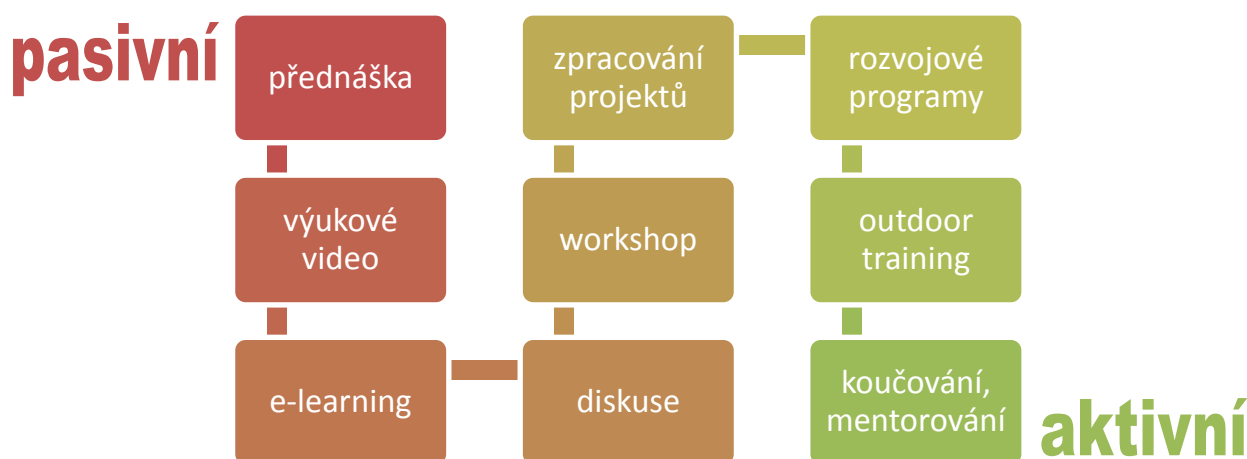 pasivní
přednáška
výukové
video
e-learning
diskuse
workshop
zpracování
projektů
rozvojové
programy
outdoor
training
koučování,
mentorování
aktivní